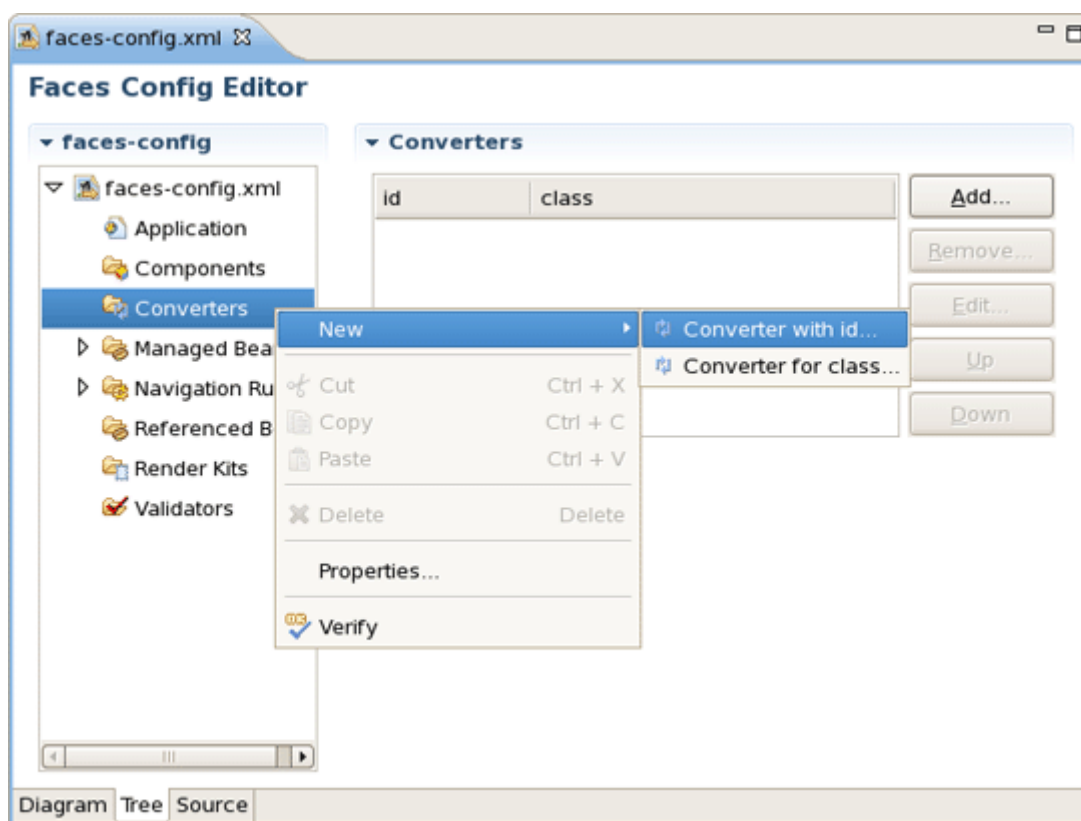 faces-config.xml
Faces Config Editor
faces-config
faces-config.xml
Application
Components
Converters
Managed Bea
Navigation Ru
Referenced B
Render Kits
Validators
Converters
id class
Add...
Remove...
Edit...
Up
Down
New
Cut Ctrl + X
Copy Ctrl + C
Paste Ctrl + V
Delete Delete
Properties...
Verify
Converter with id...
Converter for class...
Diagram Tree Source